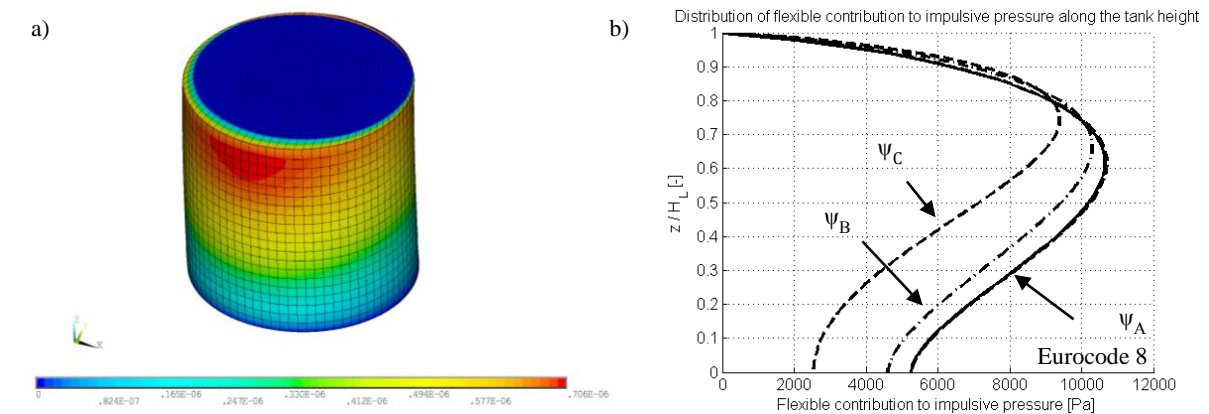 a)
Z
Y
X
0 .165E-06 .330E-06 .494E-06 .706E-06
.824E-07 .247E-06 .412E-06 .577E-06
b)
Distribution of flexible contribution to impulsive pressure along the tank height
z / H_L [-]
1
0.9
0.8
0.7
0.6
0.5
0.4
0.3
0.2
0.1
0
ψC
ψB
ψA
Eurocode 8
0 2000 4000 6000 8000 10000 12000
Flexible contribution to impulsive pressure [Pa]